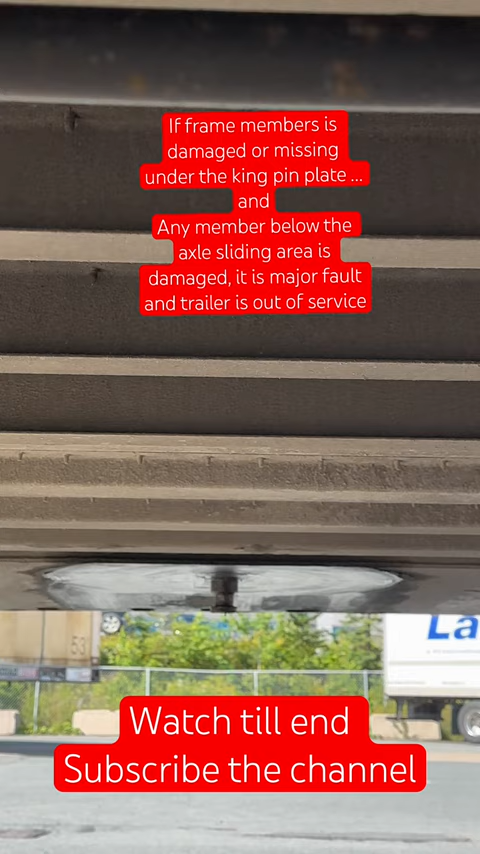 If frame members is
damaged or missing
under the king pin plate ...
and
Any member below the
axle sliding area is
damaged, it is major fault
and trailer is out of service
53
La
Watch till end
Subscribe the channel